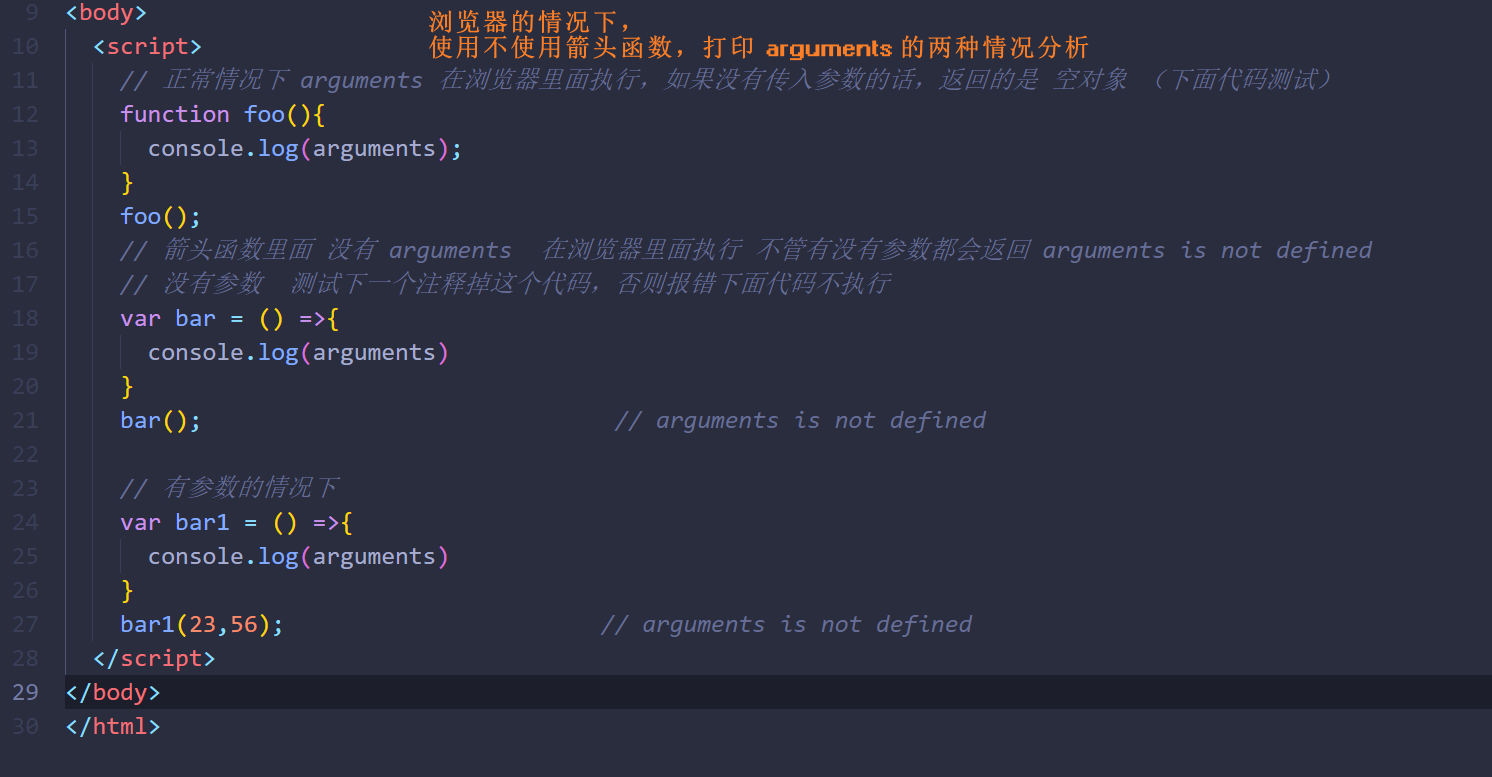 浏览器的情况下，
使用不使用箭头函数，打印 arguments 的两种情况分析
9 <body>
10 <script>
11 // 正常情况下 arguments 在浏览器里面执行，如果没有传入参数的话，返回的是 空对象 （下面代码测试）
12 function foo(){
13 console.log(arguments);
14 }
15 foo();
16 // 箭头函数里面 没有 arguments  在浏览器里面执行 不管有没有参数都会返回 arguments is not defined
17 // 没有参数  测试下一个注释掉这个代码，否则报错下面代码不执行
18 var bar = () =>{
19 console.log(arguments)
20 }
21 bar(); // arguments is not defined
22
23 // 有参数的情况下
24 var bar1 = () =>{
25 console.log(arguments)
26 }
27 bar1(23,56); // arguments is not defined
28 </script>
29 </body>
30 </html>